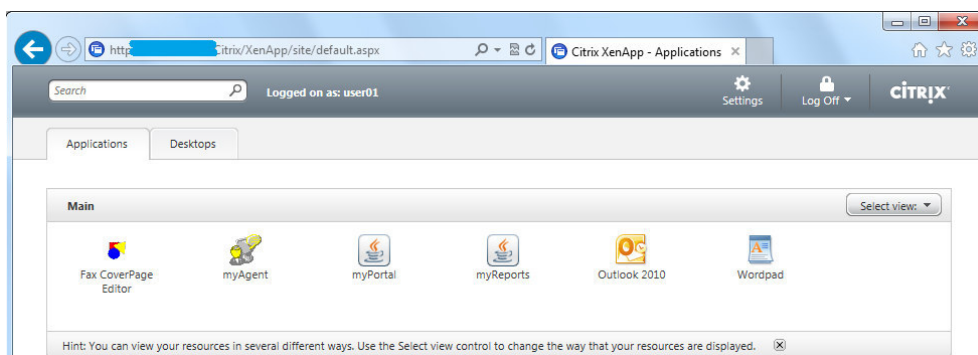 http
Citrix/XenApp/site/default.aspx
Citrix XenApp - Applications
Search
Logged on as: user01
Settings
Log Off
CITRIX
Applications
Desktops
Main
Select view:
Fax CoverPage
Editor
myAgent
myPortal
myReports
Outlook 2010
Wordpad
Hint: You can view your resources in several different ways. Use the Select view control to change the way that your resources are displayed.